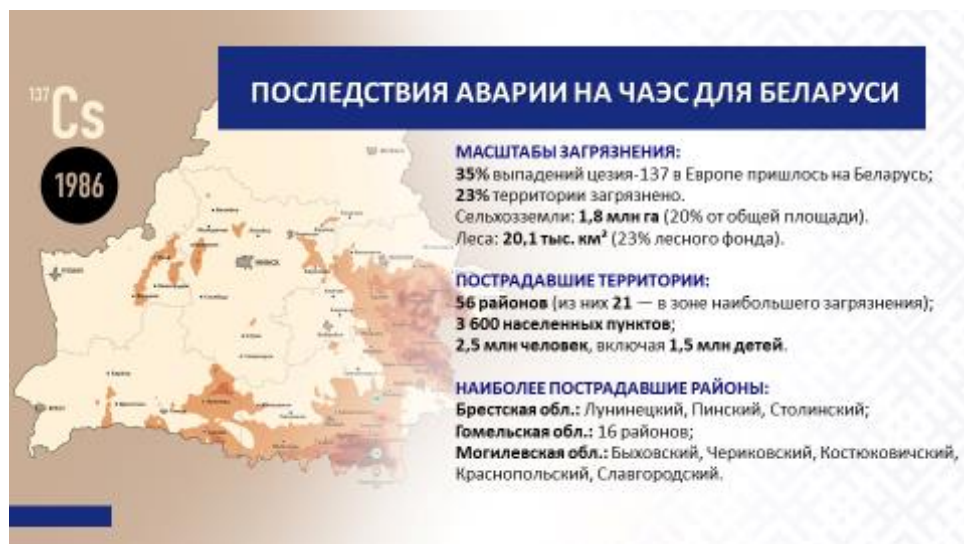 ПОСЛЕДСТВИЯ АВАРИИ НА ЧАЭС ДЛЯ БЕЛАРУСИ
137Cs
1986
МАСШТАБЫ ЗАГРЯЗНЕНИЯ:
35% выпадений цезия-137 в Европе пришлось на Беларусь;
23% территории загрязнено.
Сельхозземли: 1,8 млн га (20% от общей площади).
Леса: 20,1 тыс. км² (23% лесного фонда).
ПОСТРАДАВШИЕ ТЕРРИТОРИИ:
56 районов (из них 21 — в зоне наибольшего загрязнения);
3 600 населенных пунктов;
2,5 млн человек, включая 1,5 млн детей.
НАИБОЛЕЕ ПОСТРАДАВШИЕ РАЙОНЫ:
Брестская обл.: Лунинецкий, Пинский, Столинский;
Гомельская обл.: 16 районов;
Могилевская обл.: Быховский, Чериковский, Костюковичский,
Краснопольский, Славгородский.